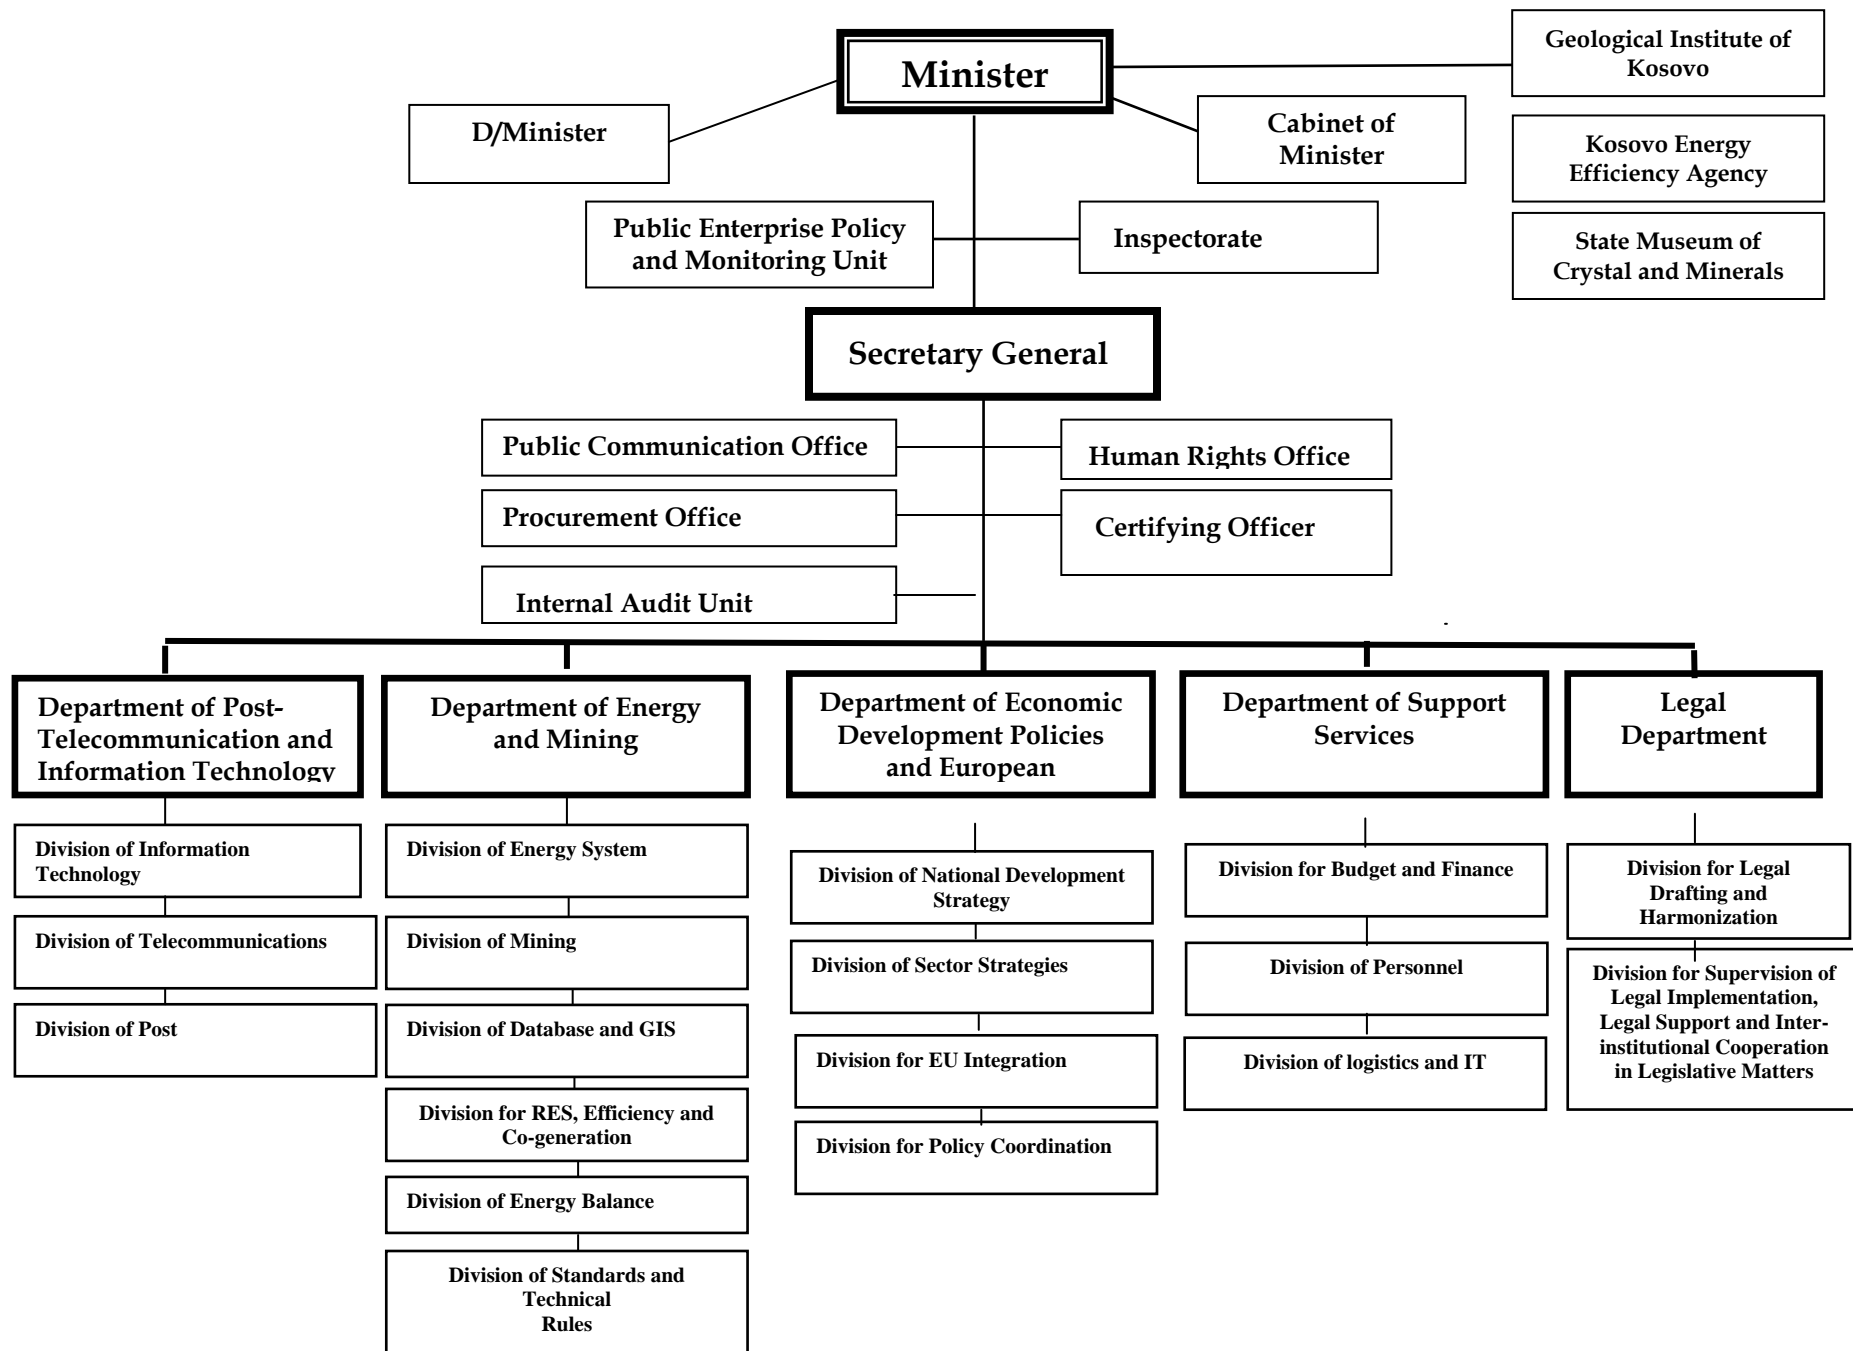 Minister
Geological Institute of
Kosovo
D/Minister
Cabinet of
Minister
Kosovo Energy
Efficiency Agency
Public Enterprise Policy
and Monitoring Unit
Inspectorate
State Museum of
Crystal and Minerals
Secretary General
Public Communication Office
Human Rights Office
Procurement Office
Certifying Officer
Internal Audit Unit
Department of Post-
Telecommunication and
Information Technology
Department of Energy
and Mining
Department of Economic
Development Policies
and European
Department of Support
Services
Legal
Department
Division of Information
Technology
Division of Telecommunications
Division of Post
Division of Energy System
Division of Mining
Division of Database and GIS
Division for RES, Efficiency and
Co-generation
Division of Energy Balance
Division of Standards and
Technical
Rules
Division of National Development
Strategy
Division of Sector Strategies
Division for EU Integration
Division for Policy Coordination
Division for Budget and Finance
Division of Personnel
Division of logistics and IT
Division for Legal
Drafting and
Harmonization
Division for Supervision of
Legal Implementation,
Legal Support and Inter-
institutional Cooperation
in Legislative Matters